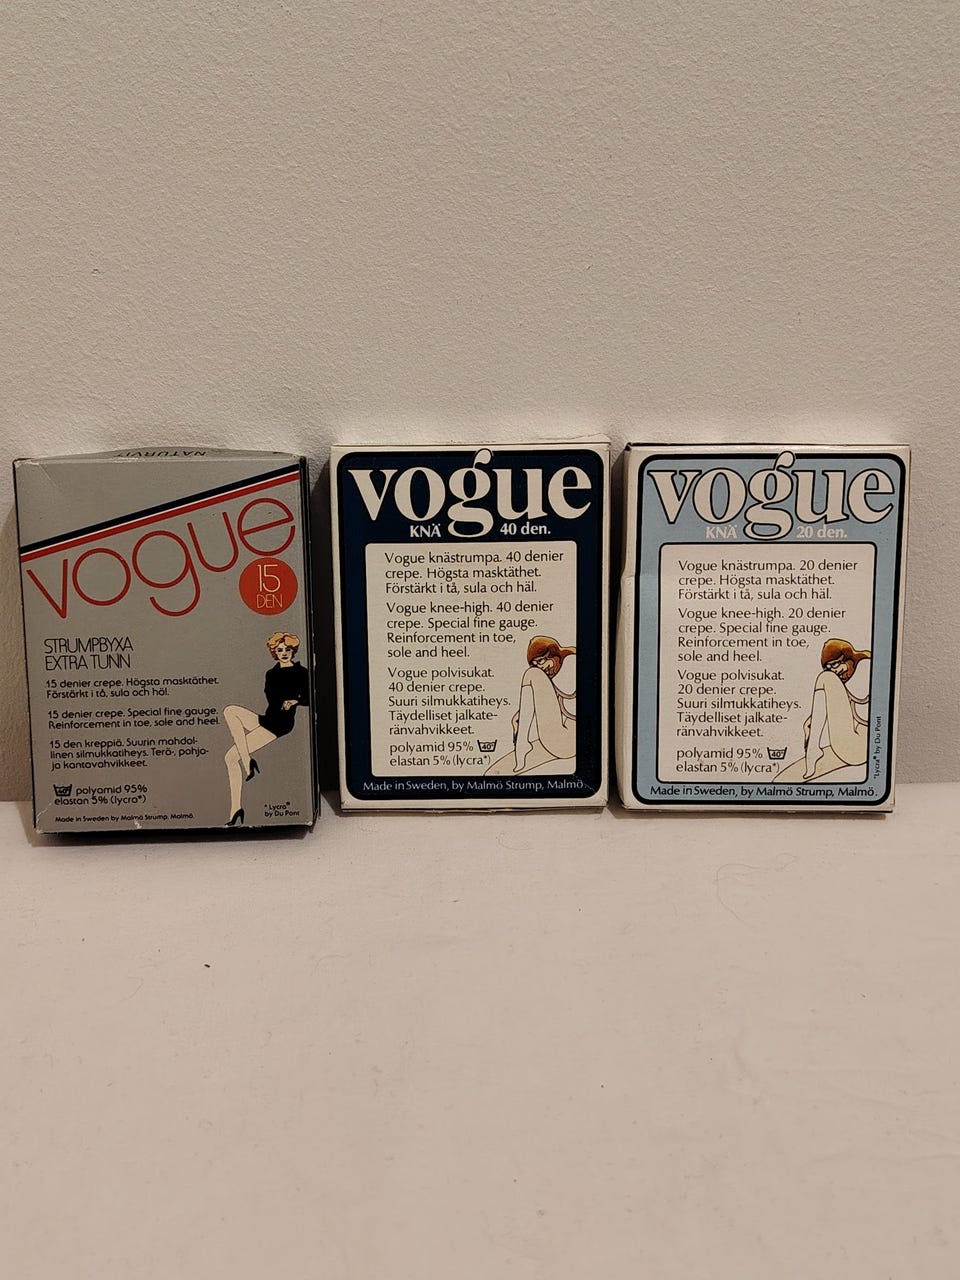 NATURVIT
vogue
15
DEN
STRUMPBYXA
EXTRA TUNN
15 denier crepe. Högsta masktäthet.
Förstärkt i tå, sula och häl.
15 denier crepe. Special fine gauge.
Reinforcement in toe, sole and heel.
15 den kreppiä. Suurin mahdol-
linen silmukkatiheys. Terä-, pohja-
ja kantavahvikkeet.
40°
polyamid 95%
elastan 5% (lycra*)
* Lycra®
by Du Pont
Made in Sweden by Malmö Strump, Malmö.
vogue
KNÄ 40 den.
Vogue knästrumpa. 40 denier
crepe. Högsta masktäthet.
Förstärkt i tå, sula och häl.
Vogue knee-high. 40 denier
crepe. Special fine gauge.
Reinforcement in toe,
sole and heel.
Vogue polvisukat.
40 denier crepe.
Suuri silmukkatiheys.
Täydelliset jalkate-
ränvahvikkeet.
polyamid 95% 40°
elastan 5% (lycra*)
Made in Sweden, by Malmö Strump, Malmö.
vogue
KNÄ 20 den.
Vogue knästrumpa. 20 denier
crepe. Högsta masktäthet.
Förstärkt i tå, sula och häl.
Vogue knee-high. 20 denier
crepe. Special fine gauge.
Reinforcement in toe,
sole and heel.
Vogue polvisukat.
20 denier crepe.
Suuri silmukkatiheys.
Täydelliset jalkate-
ränvahvikkeet.
polyamid 95% 40°
elastan 5% (lycra*)
*Lycra® by Du Pont
Made in Sweden, by Malmö Strump, Malmö.